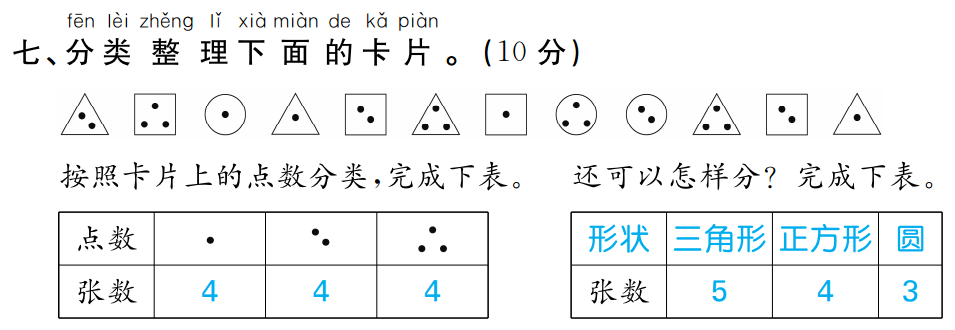 fēn lèi zhěng lǐ xià miàn de kǎ piàn
七、分类整理下面的卡片。(10分)
按照卡片上的点数分类,完成下表。 还可以怎样分?完成下表。
点数 形状 三角形 正方形 圆
张数 4 4 4 张数 5 4 3